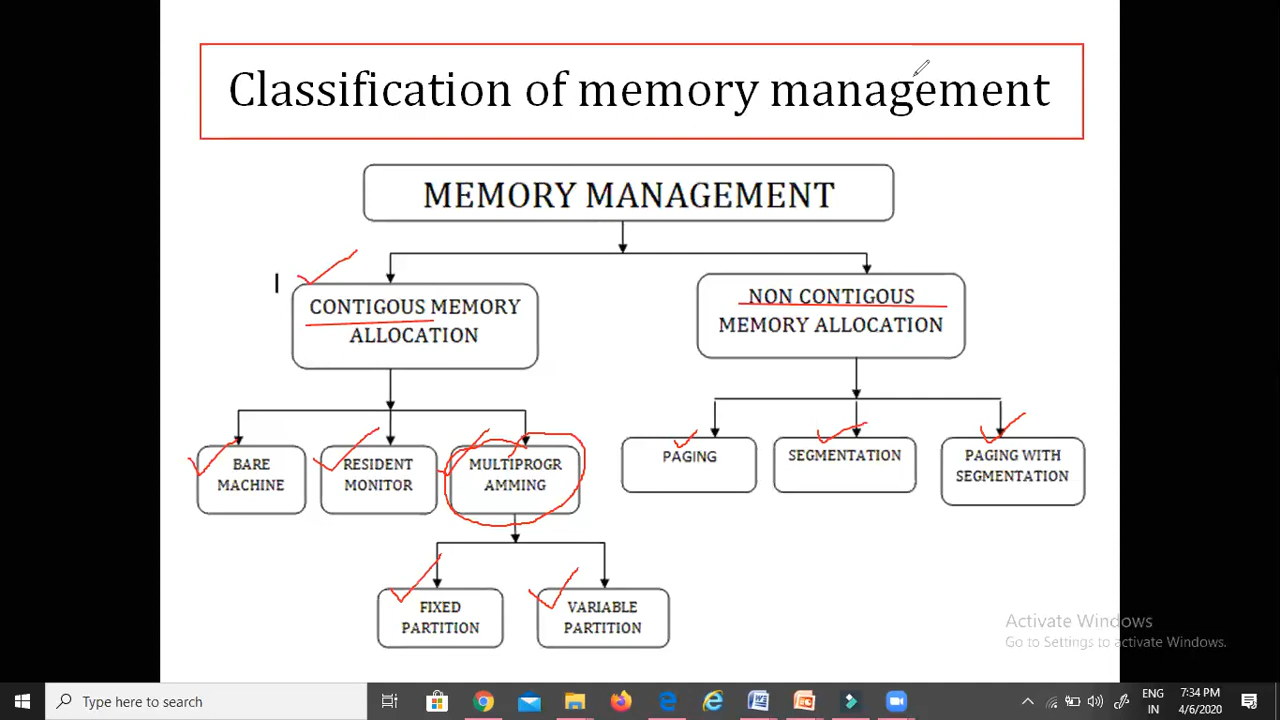 Classification of memory management
MEMORY MANAGEMENT
CONTIGOUS MEMORY
ALLOCATION
NON CONTIGOUS
MEMORY ALLOCATION
BARE
MACHINE
RESIDENT
MONITOR
MULTIPROGR
AMMING
PAGING
SEGMENTATION
PAGING WITH
SEGMENTATION
FIXED
PARTITION
VARIABLE
PARTITION
Activate Windows
Go to Settings to activate Windows.
Type here to search
ENG
IN
7:34 PM
4/6/2020